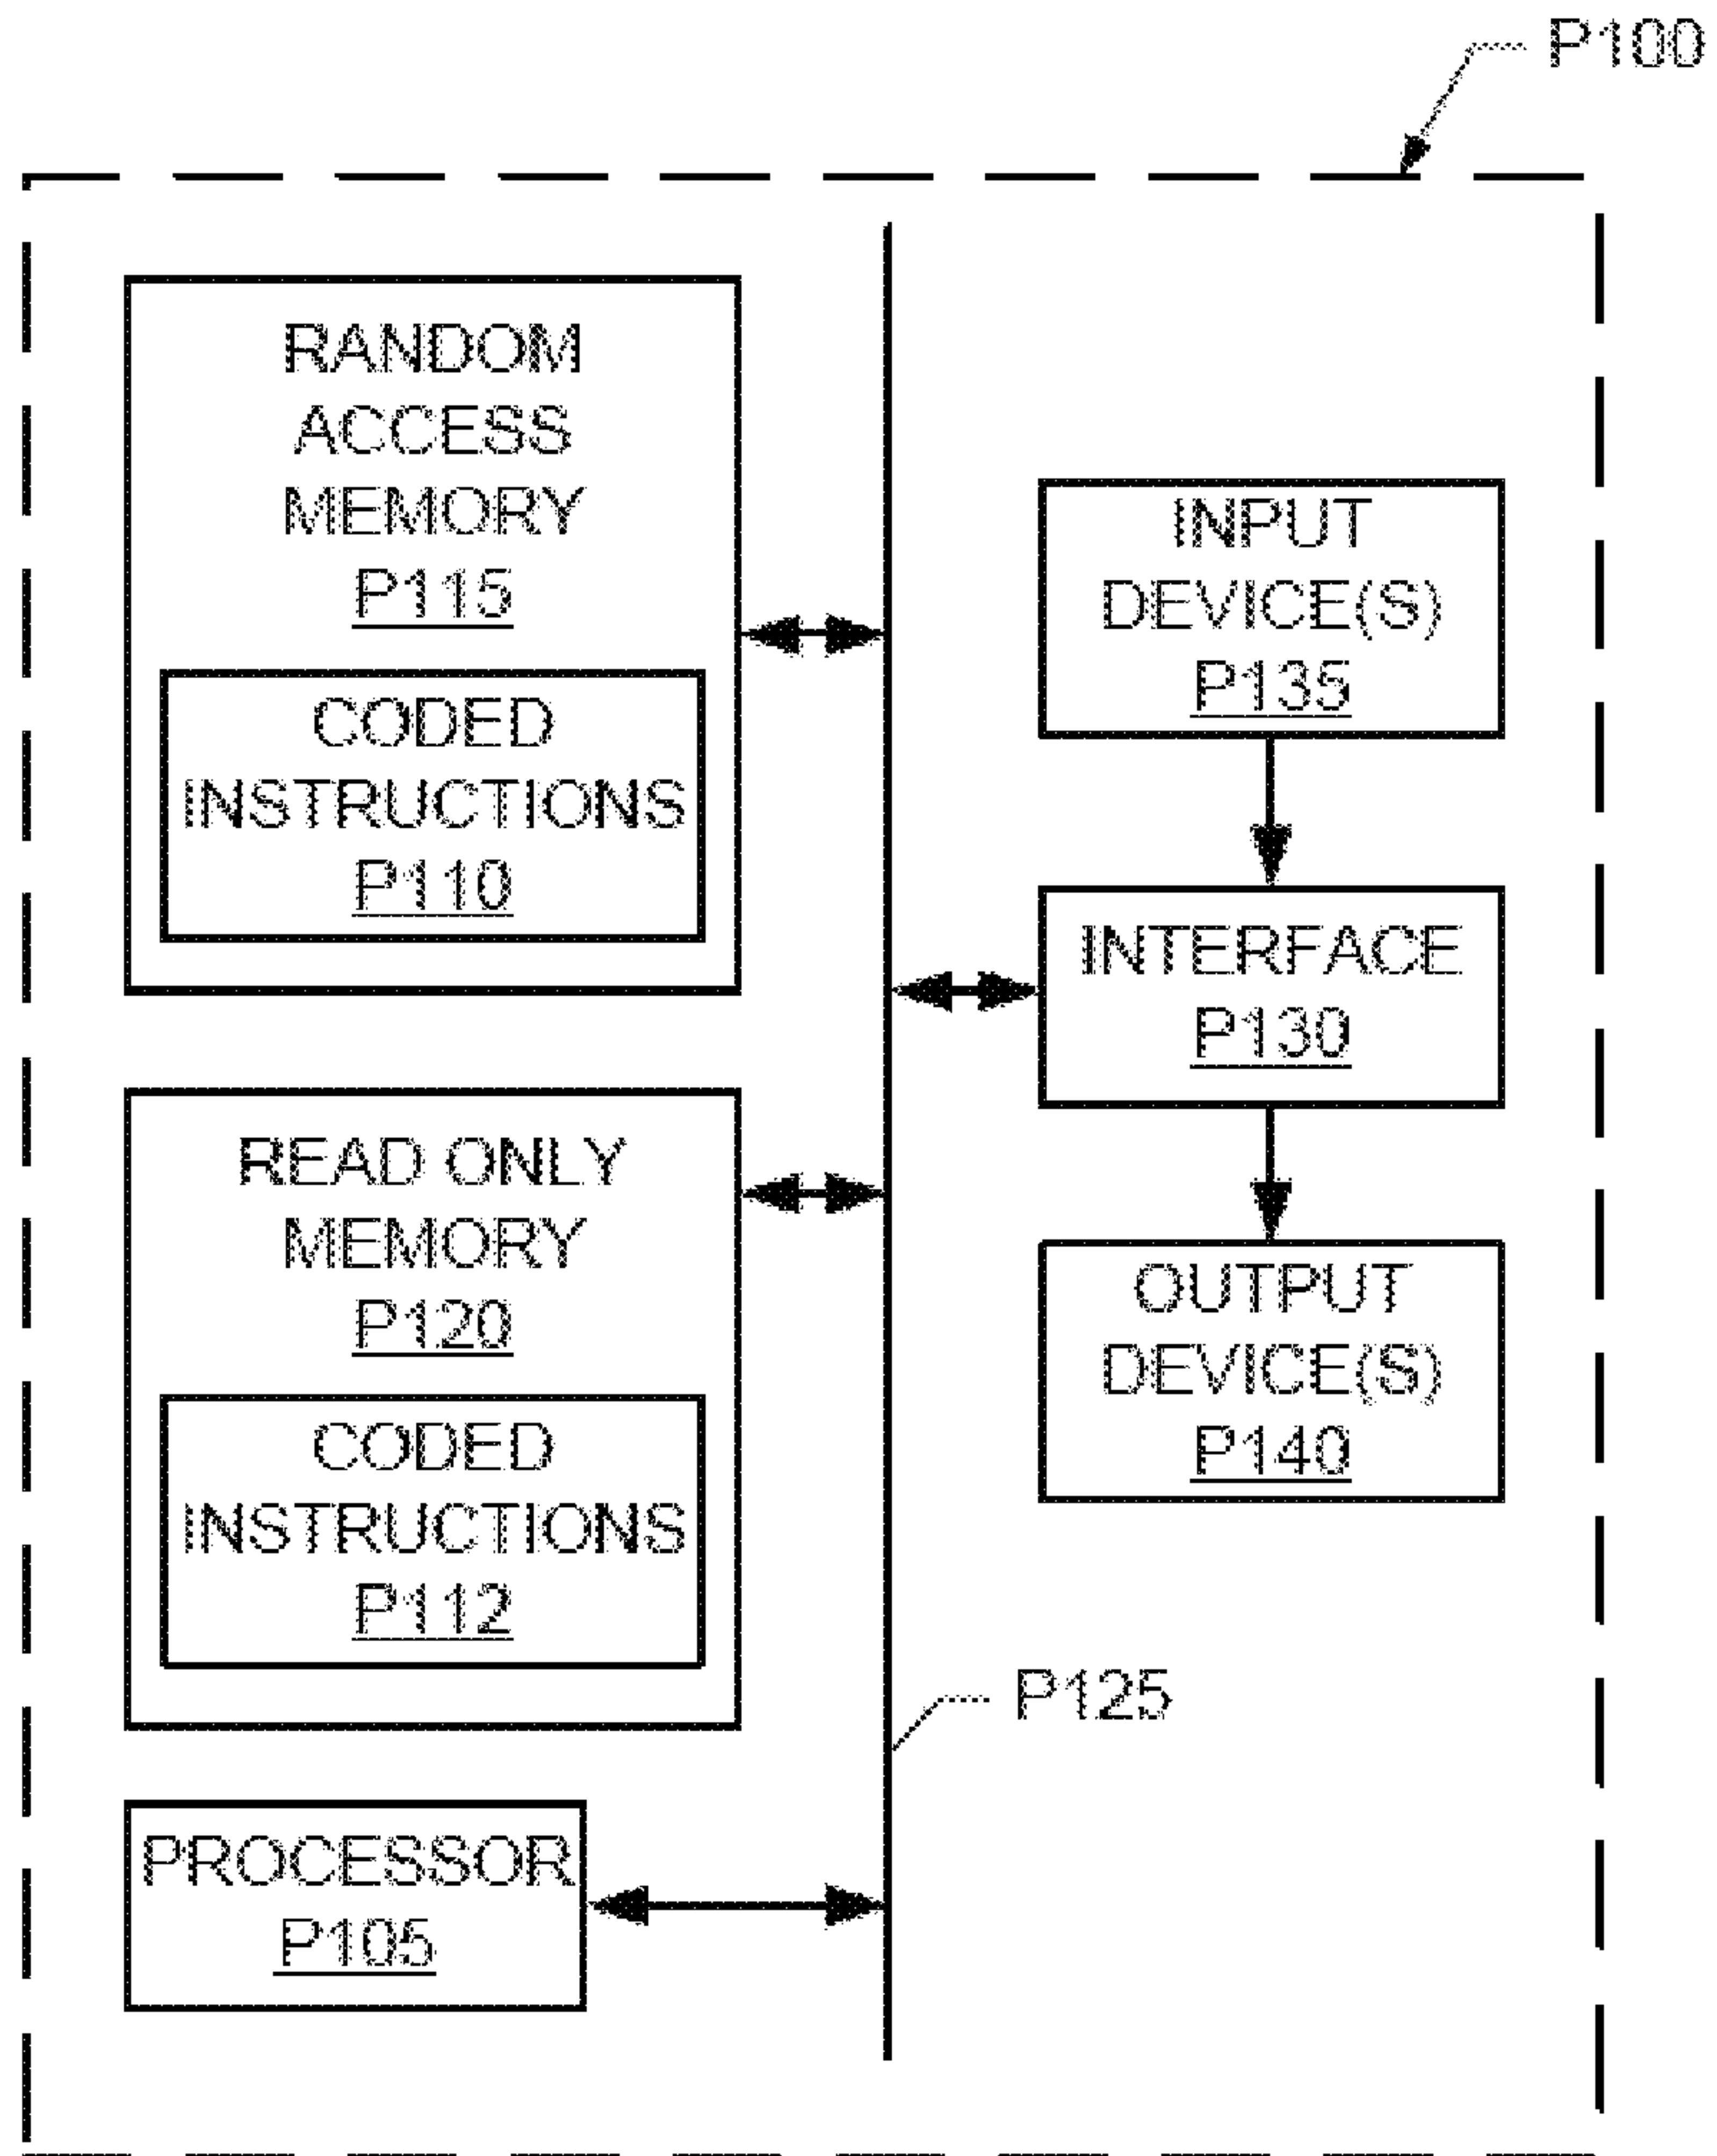 P100
RANDOM
ACCESS
MEMORY
P115
CODED
INSTRUCTIONS
P110
INPUT
DEVICE(S)
P135
INTERFACE
P130
READ ONLY
MEMORY
P120
CODED
INSTRUCTIONS
P112
OUTPUT
DEVICE(S)
P140
P125
PROCESSOR
P105